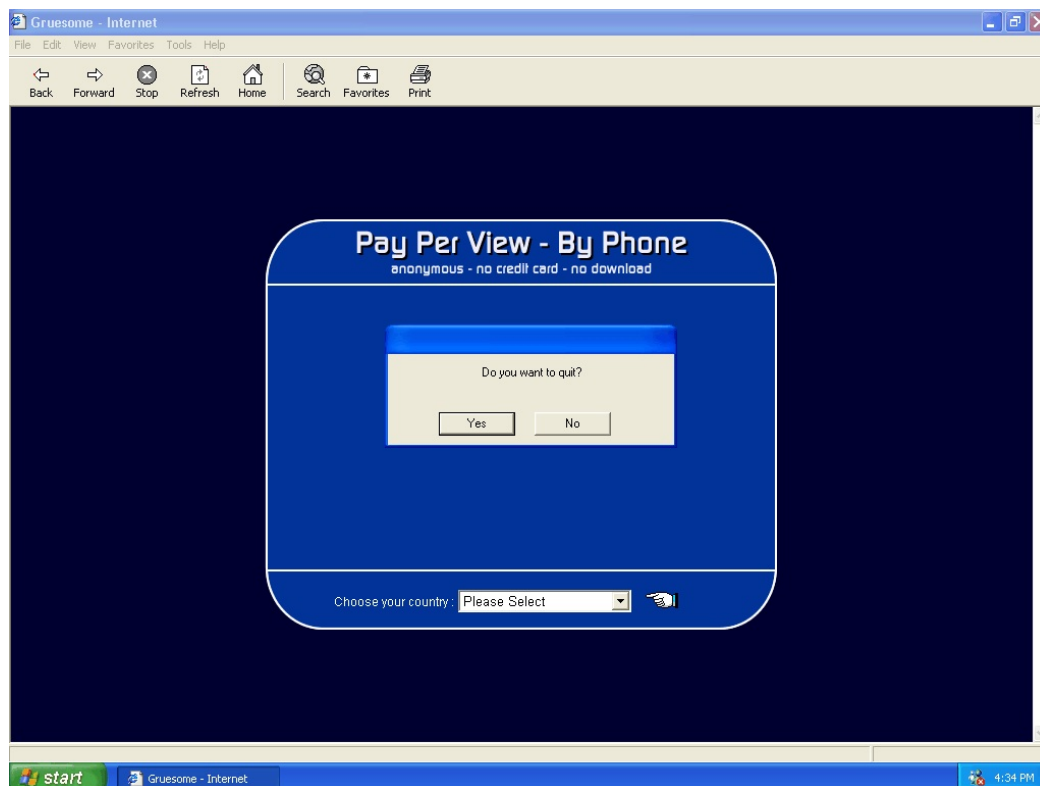 Gruesome - Internet
File Edit View Favorites Tools Help
Back Forward Stop Refresh Home Search Favorites Print
Pay Per View - By Phone
anonymous - no credit card - no download
Do you want to quit?
Yes No
Choose your country : Please Select
start Gruesome - Internet 4:34 PM